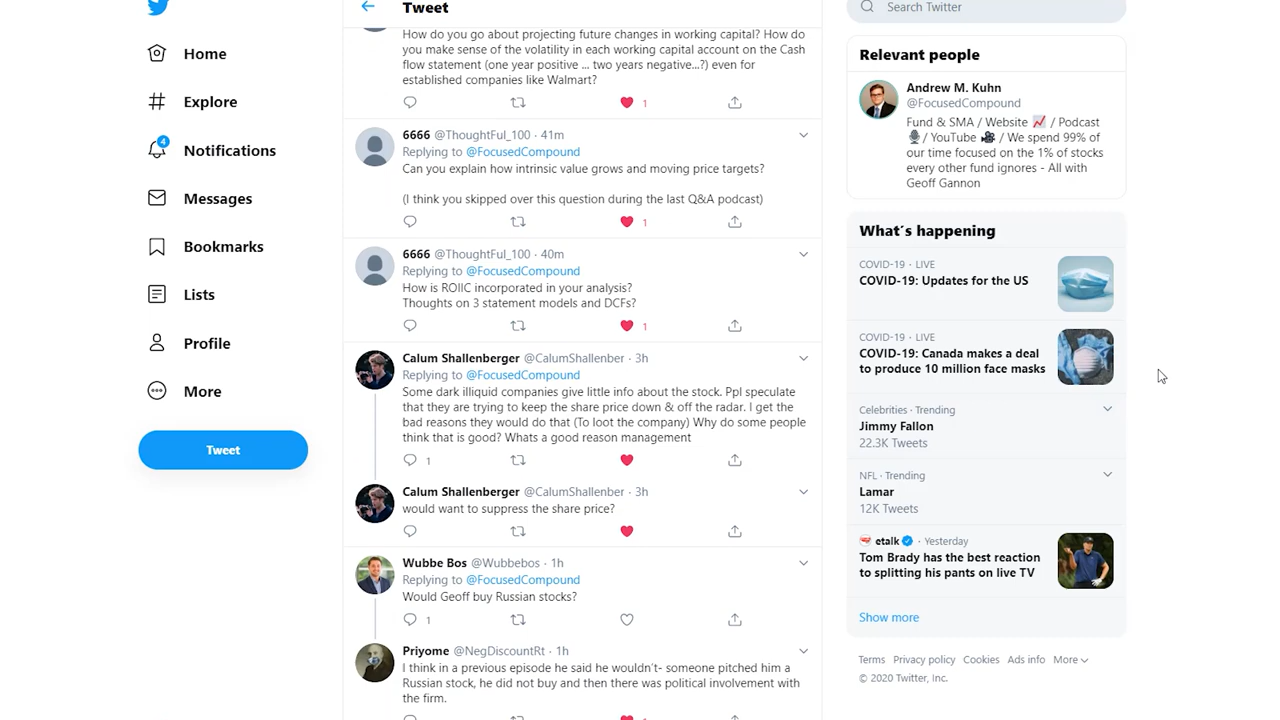 Home
Explore
4
Notifications
Messages
Bookmarks
Lists
Profile
More
Tweet
Tweet
How do you go about projecting future changes in working capital? How do
you make sense of the volatility in each working capital account on the Cash
flow statement (one year positive ... two years negative...?) even for
established companies like Walmart?
1
6666 @ThoughtFul_100 · 41m
Replying to @FocusedCompound
Can you explain how intrinsic value grows and moving price targets?
(I think you skipped over this question during the last Q&A podcast)
1
6666 @ThoughtFul_100 · 40m
Replying to @FocusedCompound
How is ROIIC incorporated in your analysis?
Thoughts on 3 statement models and DCFs?
1
Calum Shallenberger @CalumShallenber · 3h
Replying to @FocusedCompound
Some dark illiquid companies give little info about the stock. Ppl speculate
that they are trying to keep the share price down & off the radar. I get the
bad reasons they would do that (To loot the company) Why do some people
think that is good? Whats a good reason management
1
Calum Shallenberger @CalumShallenber · 3h
would want to suppress the share price?
Wubbe Bos @Wubbebos · 1h
Replying to @FocusedCompound
Would Geoff buy Russian stocks?
1
Priyome @NegDiscountRt · 1h
I think in a previous episode he said he wouldn't- someone pitched him a
Russian stock, he did not buy and then there was political involvement with
the firm.
Search Twitter
Relevant people
Andrew M. Kuhn
@FocusedCompound
Fund & SMA / Website 📈 / Podcast
🎙 / YouTube 🎥 / We spend 99% of
our time focused on the 1% of stocks
every other fund ignores - All with
Geoff Gannon
What's happening
COVID-19 · LIVE
COVID-19: Updates for the US
COVID-19 · LIVE
COVID-19: Canada makes a deal
to produce 10 million face masks
Celebrities · Trending
Jimmy Fallon
22.3K Tweets
NFL · Trending
Lamar
12K Tweets
etalk · Yesterday
Tom Brady has the best reaction
to splitting his pants on live TV
Show more
Terms Privacy policy Cookies Ads info More
© 2020 Twitter, Inc.